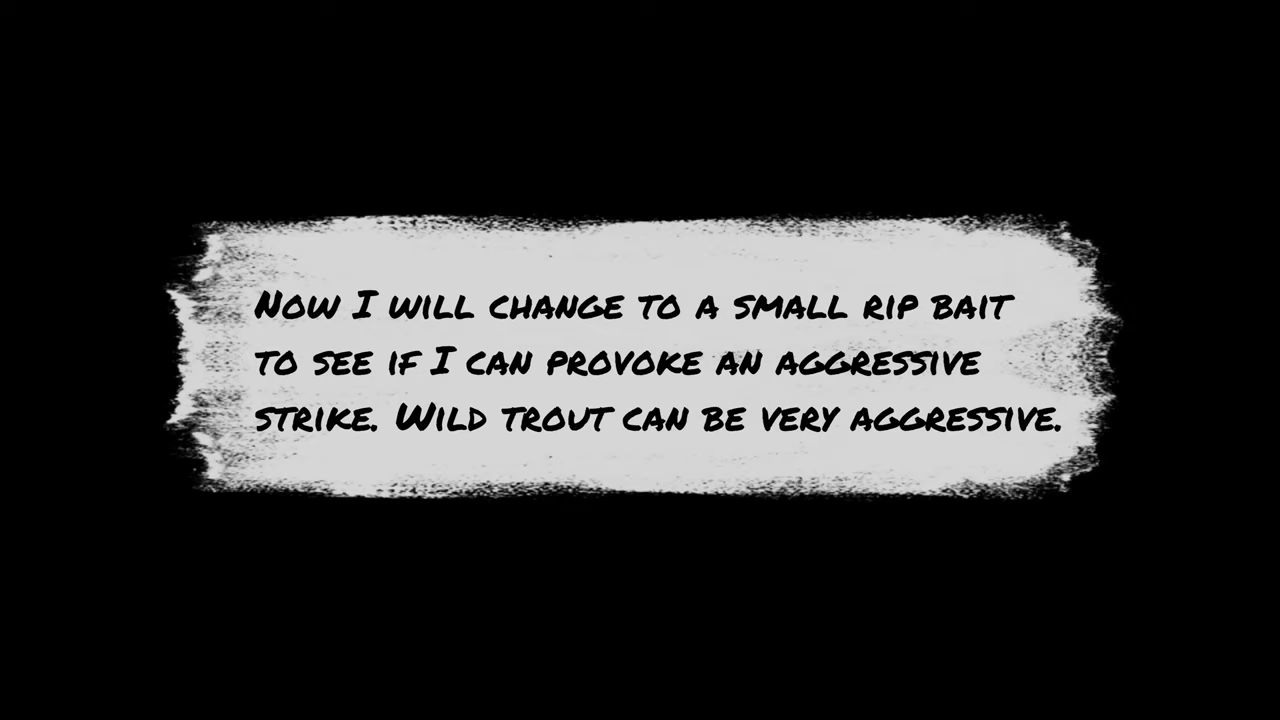 Now I will change to a small rip bait
to see if I can provoke an aggressive
strike. Wild trout can be very aggressive.